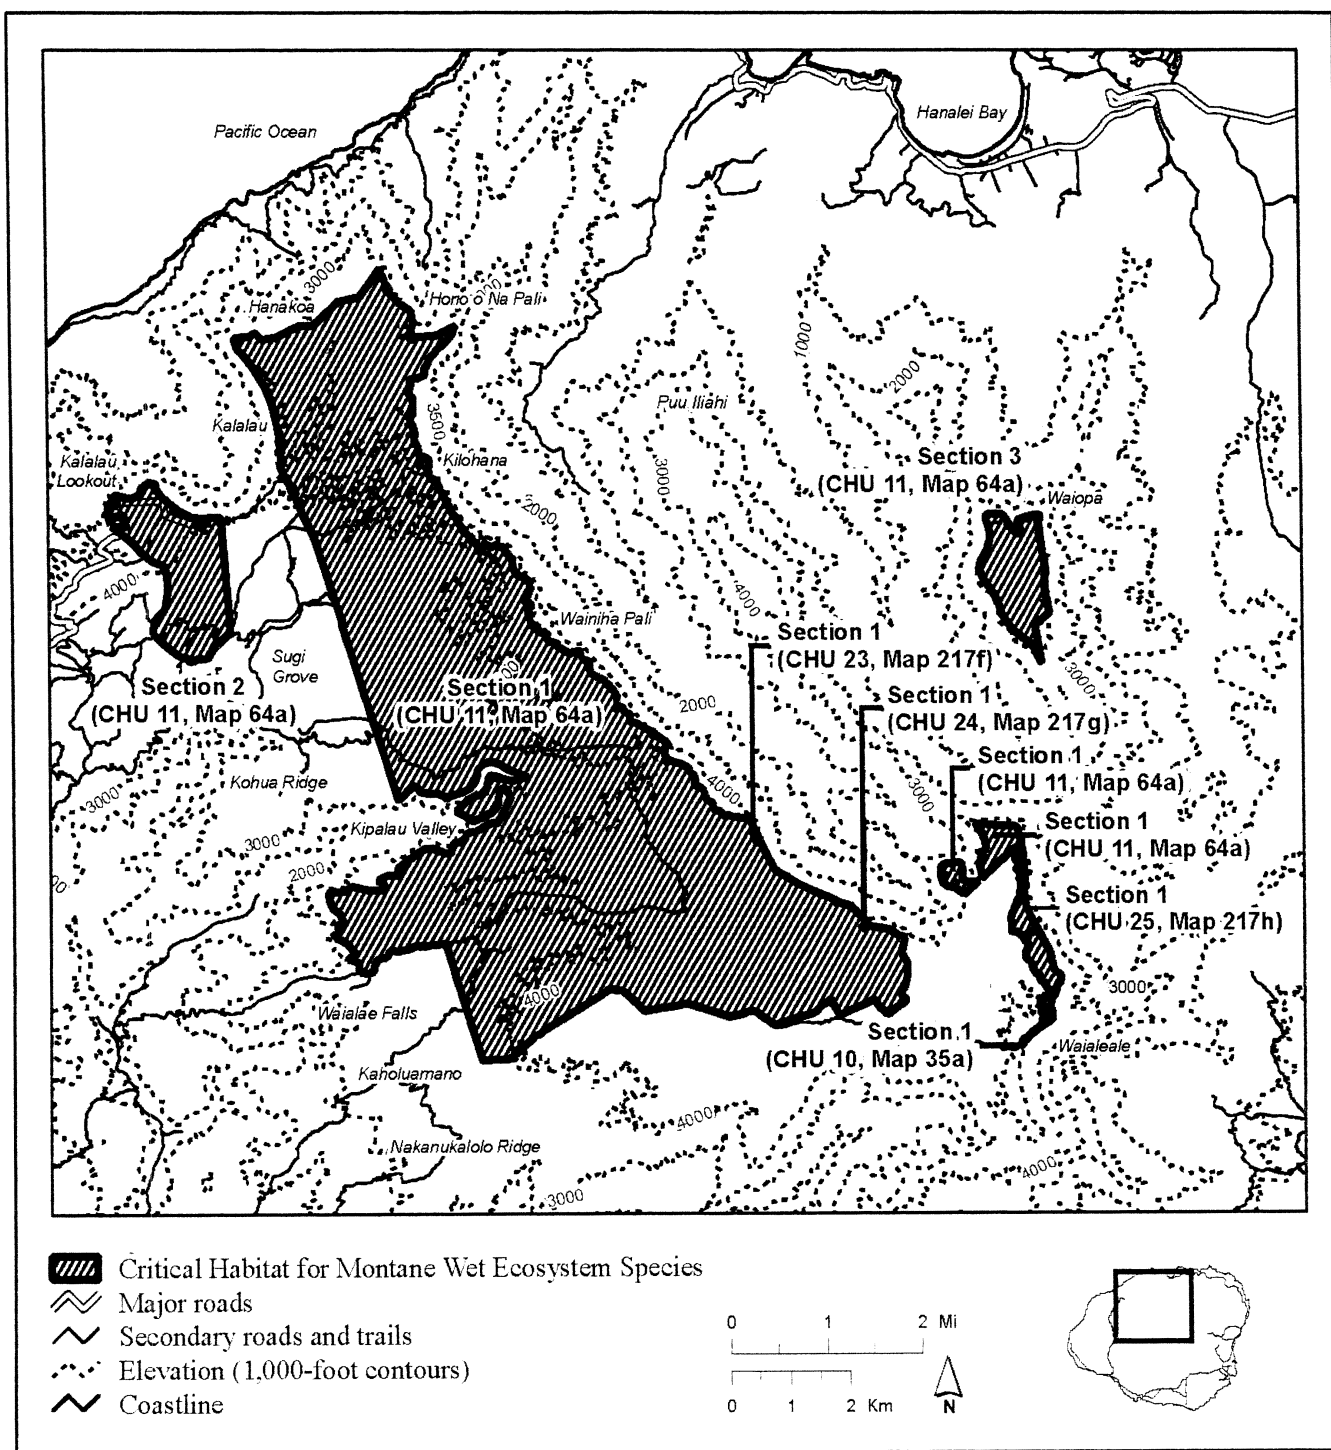 Pacific Ocean
Hanalei Bay
3000
Hanakoa
Hono o Na Pali
1000
2000
Puu Iliahi
3500
Kalalau
Kilohana
Kalalau
Lookout
3000
2000
Section 3
(CHU 11, Map 64a)
Waiopa
4000
4000
Wainiha Pali
Section 1
(CHU 23, Map 217f)
Sugi
Grove
3000
Section 2
(CHU 11, Map 64a)
Section 1
(CHU 11, Map 64a)
2000
Section 1
(CHU 24, Map 217g)
Section 1
(CHU 11, Map 64a)
Kohua Ridge
4000
3000
3000
Kipalau Valley
Section 1
(CHU 11, Map 64a)
3000
2000
Section 1
(CHU 25, Map 217h)
4000
3000
Waialae Falls
Section 1
(CHU 10, Map 35a)
Waialeale
Kaholuamano
4000
Nakanukalolo Ridge
4000
3000
Critical Habitat for Montane Wet Ecosystem Species
Major roads
Secondary roads and trails
Elevation (1,000-foot contours)
Coastline
0 1 2 Mi
0 1 2 Km
N